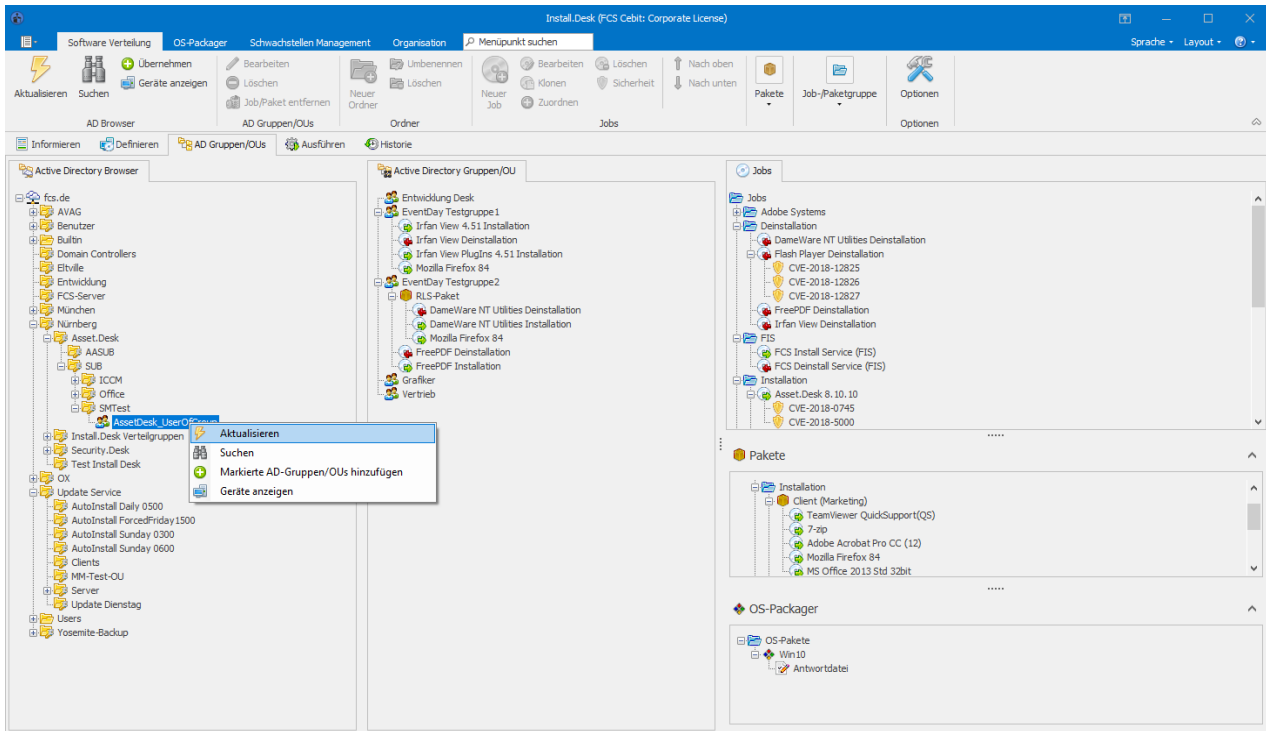 Install.Desk (FCS Cebit: Corporate License)
Software Verteilung OS-Packager Schwachstellen Management Organisation Menüpunkt suchen Sprache Layout
Aktualisieren Suchen Übernehmen Geräte anzeigen
AD Browser
Bearbeiten Löschen Job/Paket entfernen
AD Gruppen/OUs
Neuer Ordner Umbenennen Löschen
Ordner
Neuer Job Bearbeiten Klonen Zuordnen Löschen Sicherheit Nach oben Nach unten
Jobs
Pakete
Job-/Paketgruppe
Optionen
Optionen
Informieren Definieren AD Gruppen/OUs Ausführen Historie
Active Directory Browser
fcs.de
AVAG
Benutzer
Builtin
Domain Controllers
Eltville
Entwicklung
FCS-Server
München
Nürnberg
Asset.Desk
AASUB
SUB
ICCM
Office
SMTest
AssetDesk_UserOfGroup
Install.Desk Verteilgruppen
Security.Desk
Test Install Desk
OX
Update Service
AutoInstall Daily 0500
AutoInstall ForcedFriday1500
AutoInstall Sunday 0300
AutoInstall Sunday 0600
Clients
MM-Test-OU
Server
Update Dienstag
Users
Yosemite-Backup
Aktualisieren
Suchen
Markierte AD-Gruppen/OUs hinzufügen
Geräte anzeigen
Active Directory Gruppen/OU
Entwicklung Desk
EventDay Testgruppe1
Irfan View 4.51 Installation
Irfan View Deinstallation
Irfan View PlugIns 4.51 Installation
Mozilla Firefox 84
EventDay Testgruppe2
RLS-Paket
DameWare NT Utilities Deinstallation
DameWare NT Utilities Installation
Mozilla Firefox 84
FreePDF Deinstallation
FreePDF Installation
Grafiker
Vertrieb
Jobs
Jobs
Adobe Systems
Deinstallation
DameWare NT Utilities Deinstallation
Flash Player Deinstallation
CVE-2018-12825
CVE-2018-12826
CVE-2018-12827
FreePDF Deinstallation
Irfan View Deinstallation
FIS
FCS Install Service (FIS)
FCS Deinstall Service (FIS)
Installation
Asset.Desk 8.10.10
CVE-2018-0745
CVE-2018-5000
Pakete
Installation
Client (Marketing)
TeamViewer QuickSupport(QS)
7-zip
Adobe Acrobat Pro CC (12)
Mozilla Firefox 84
MS Office 2013 Std 32bit
OS-Packager
OS-Pakete
Win10
Antwortdatei